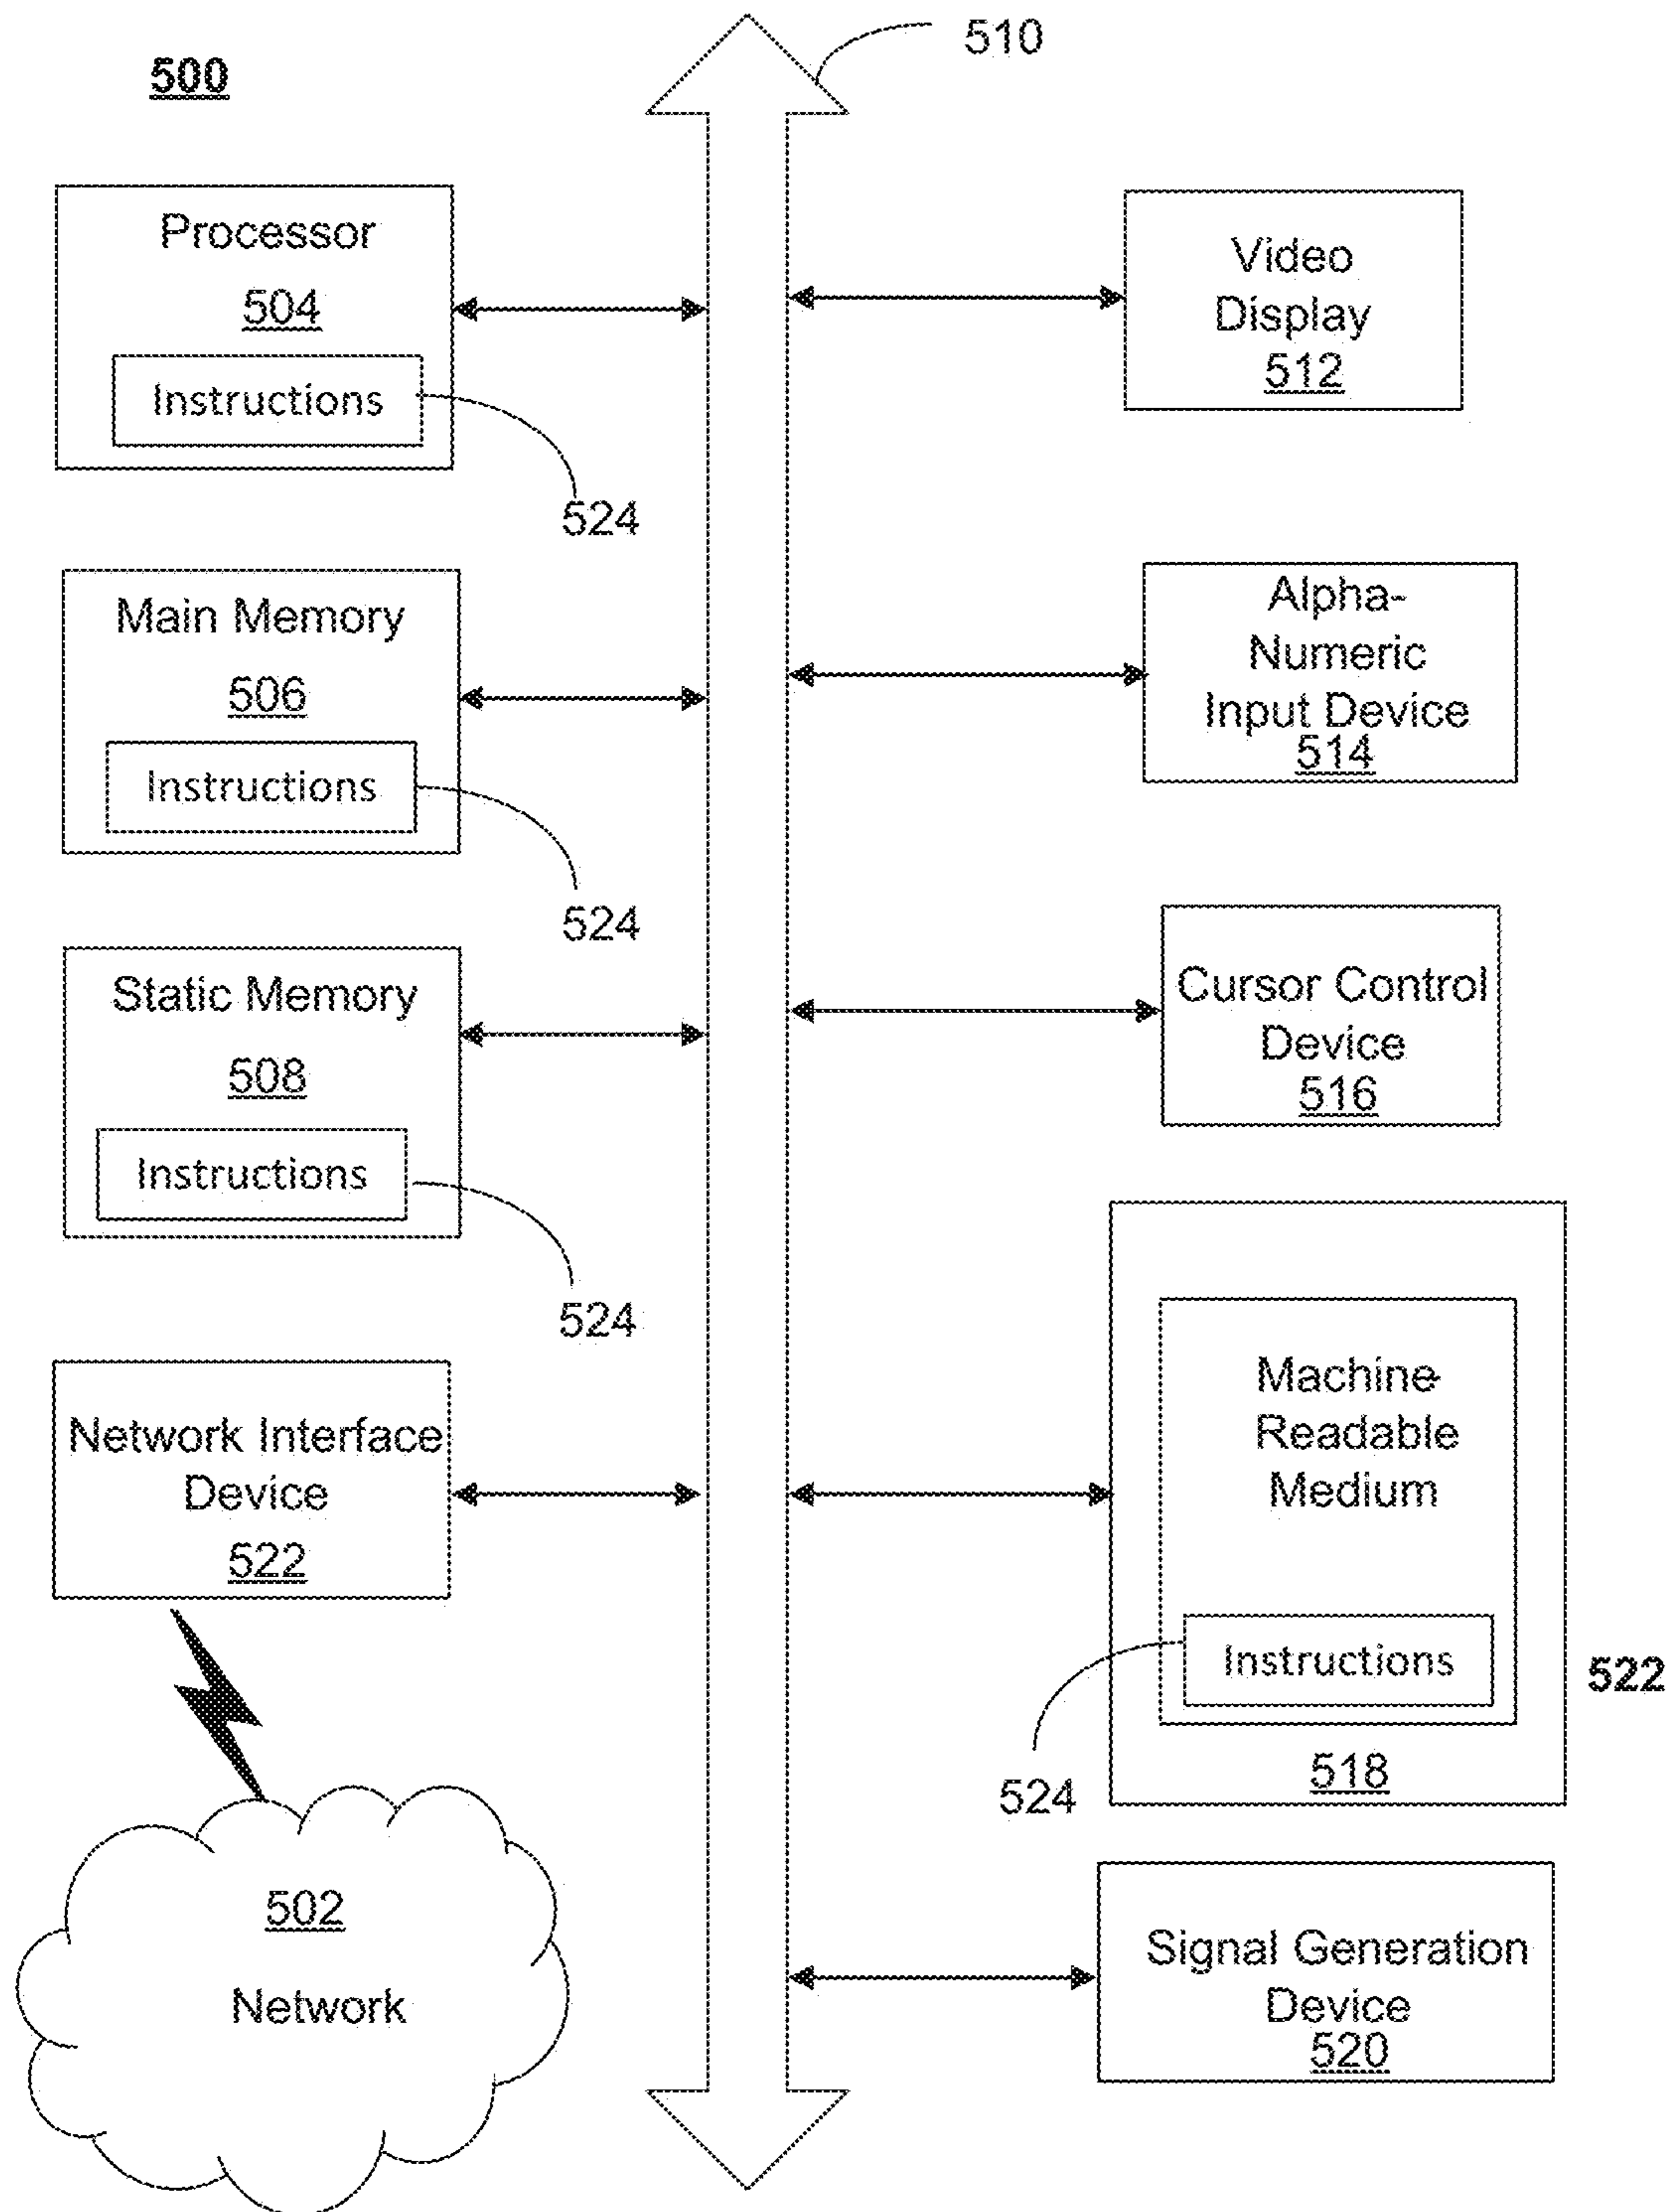 500
510
Processor
504
Instructions
524
Main Memory
506
Instructions
524
Static Memory
508
Instructions
524
Network Interface
Device
522
502
Network
Video
Display
512
Alpha-
Numeric
Input Device
514
Cursor Control
Device
516
Machine-
Readable
Medium
Instructions
522
518
524
Signal Generation
Device
520